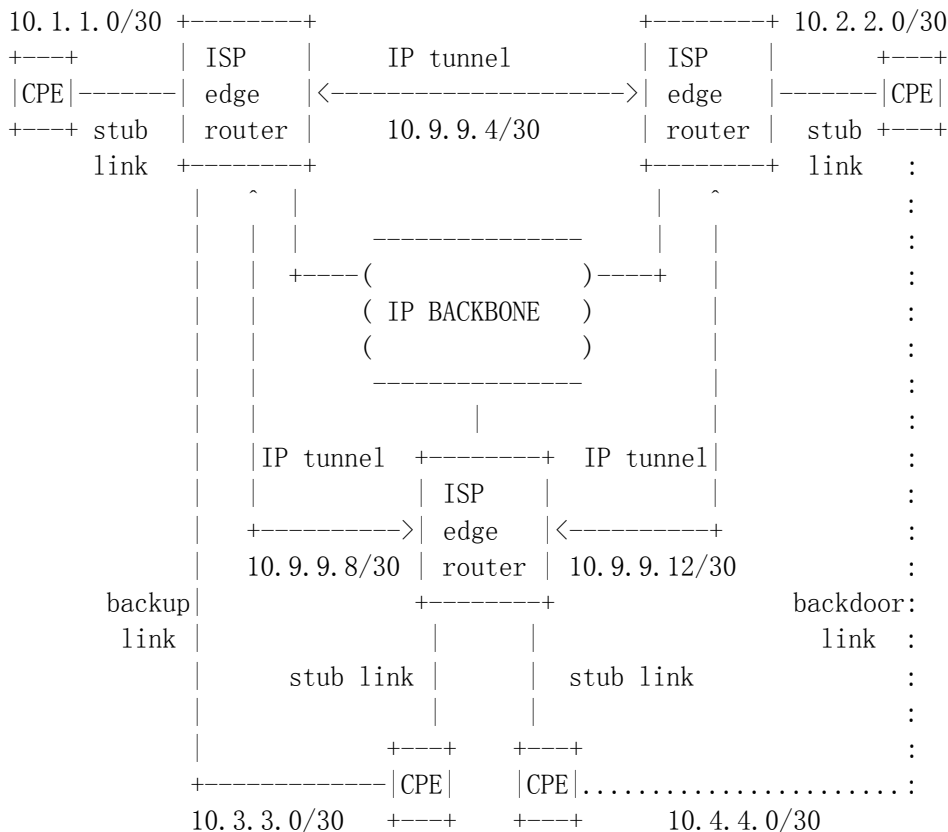 10.1.1.0/30 10.2.2.0/30
ISP IP tunnel ISP
CPE edge edge CPE
stub router 10.9.9.4/30 router stub
link link
IP BACKBONE
IP tunnel IP tunnel
ISP
edge
10.9.9.8/30 router 10.9.9.12/30
backup backdoor
link link
stub link stub link
CPE CPE
10.3.3.0/30 10.4.4.0/30